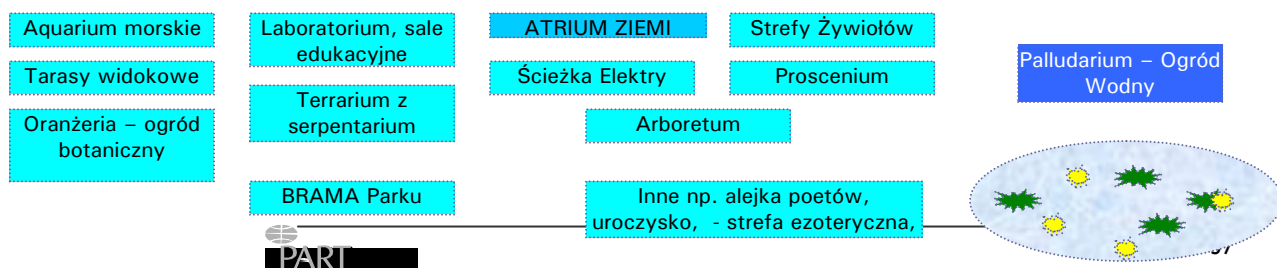 Aquarium morskie
Tarasy widokowe
Oranżeria – ogród
botaniczny
Laboratorium, sale
edukacyjne
Terrarium z
serpentarium
BRAMA Parku
ATRIUM ZIEMI
Ścieżka Elektry
Strefy Żywiołów
Proscenium
Arboretum
Inne np. alejka poetów,
uroczysko, - strefa ezoteryczna,
Palludarium – Ogród
Wodny
PART